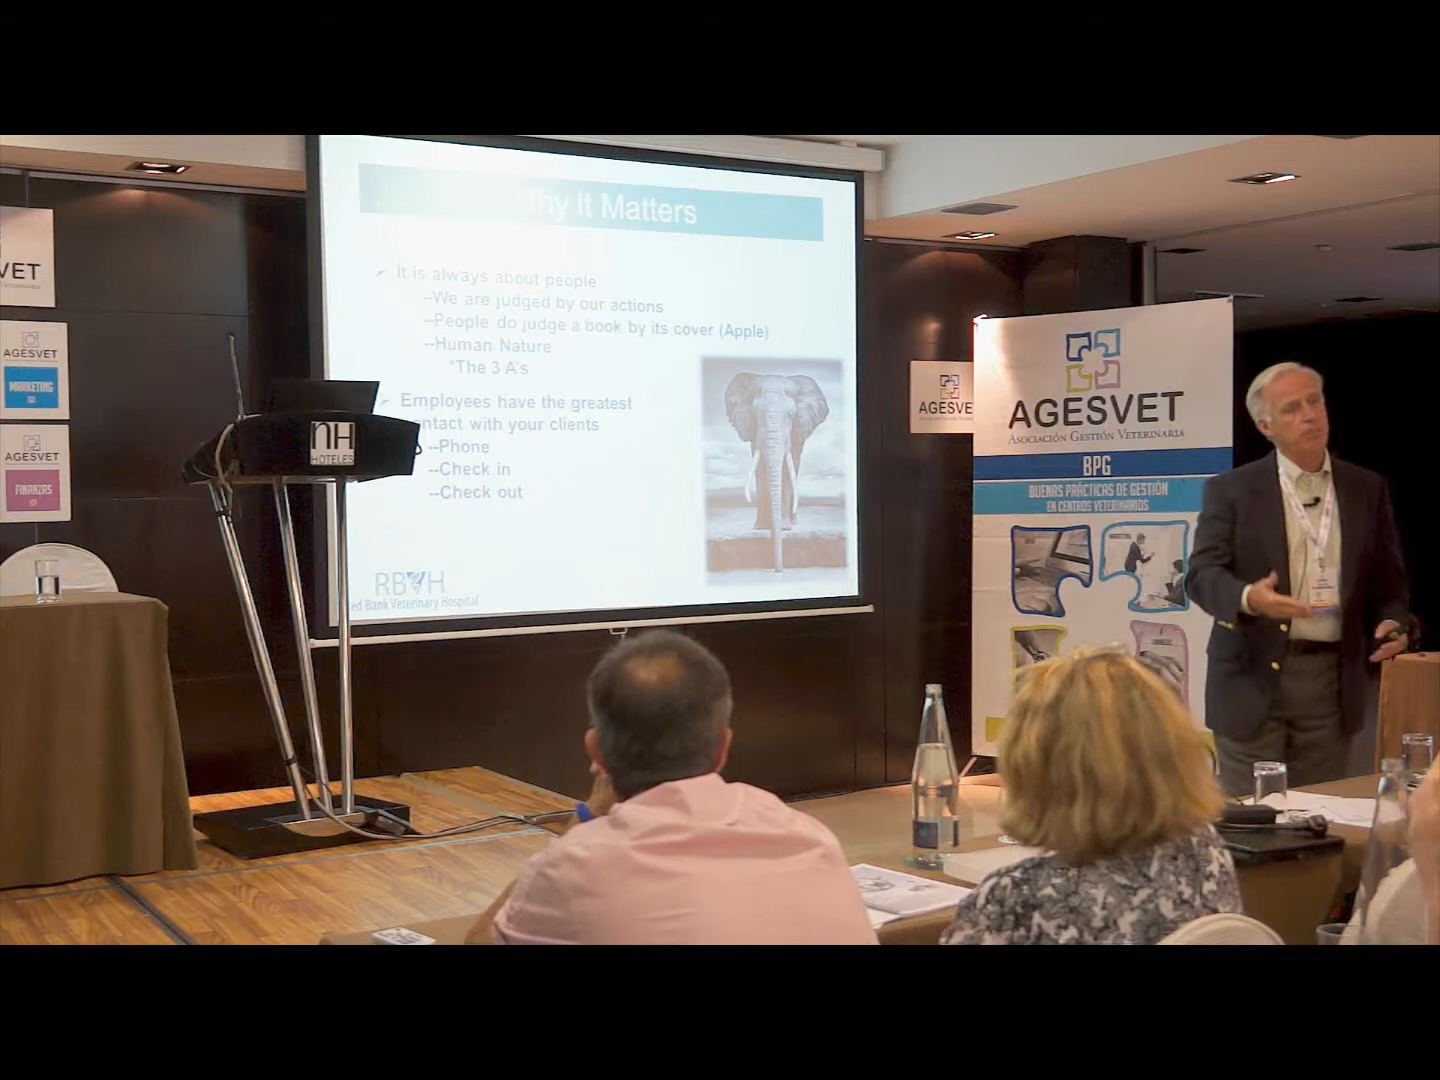 Why It Matters
It is always about people
--We are judged by our actions
--People do judge a book by its cover (Apple)
--Human Nature
*The 3 A's
Employees have the greatest
contact with your clients
--Phone
--Check in
--Check out
RBVH
Red Bank Veterinary Hospital
nH
HOTELES
VET
AGESVET
MARKETING
AGESVET
FINANZAS
AGESVET
AGESVET
ASOCIACIÓN GESTIÓN VETERINARIA
BPG
BUENAS PRÁCTICAS DE GESTIÓN
EN CENTROS VETERINARIOS